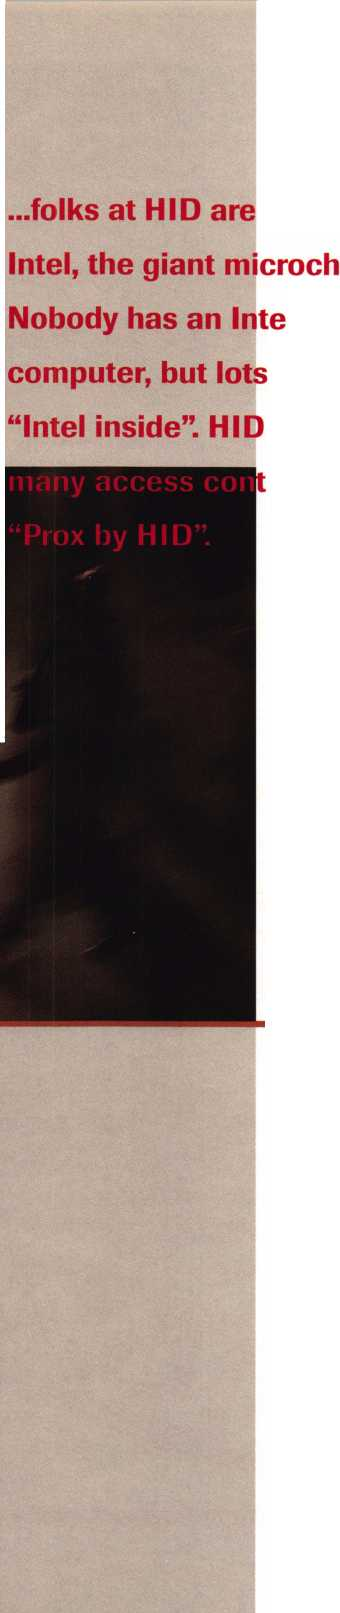 ...folks at HID are
Intel, the giant microch
Nobody has an Inte
computer, but lots
“Intel inside”. HID
many access cont
“Prox by HID”.